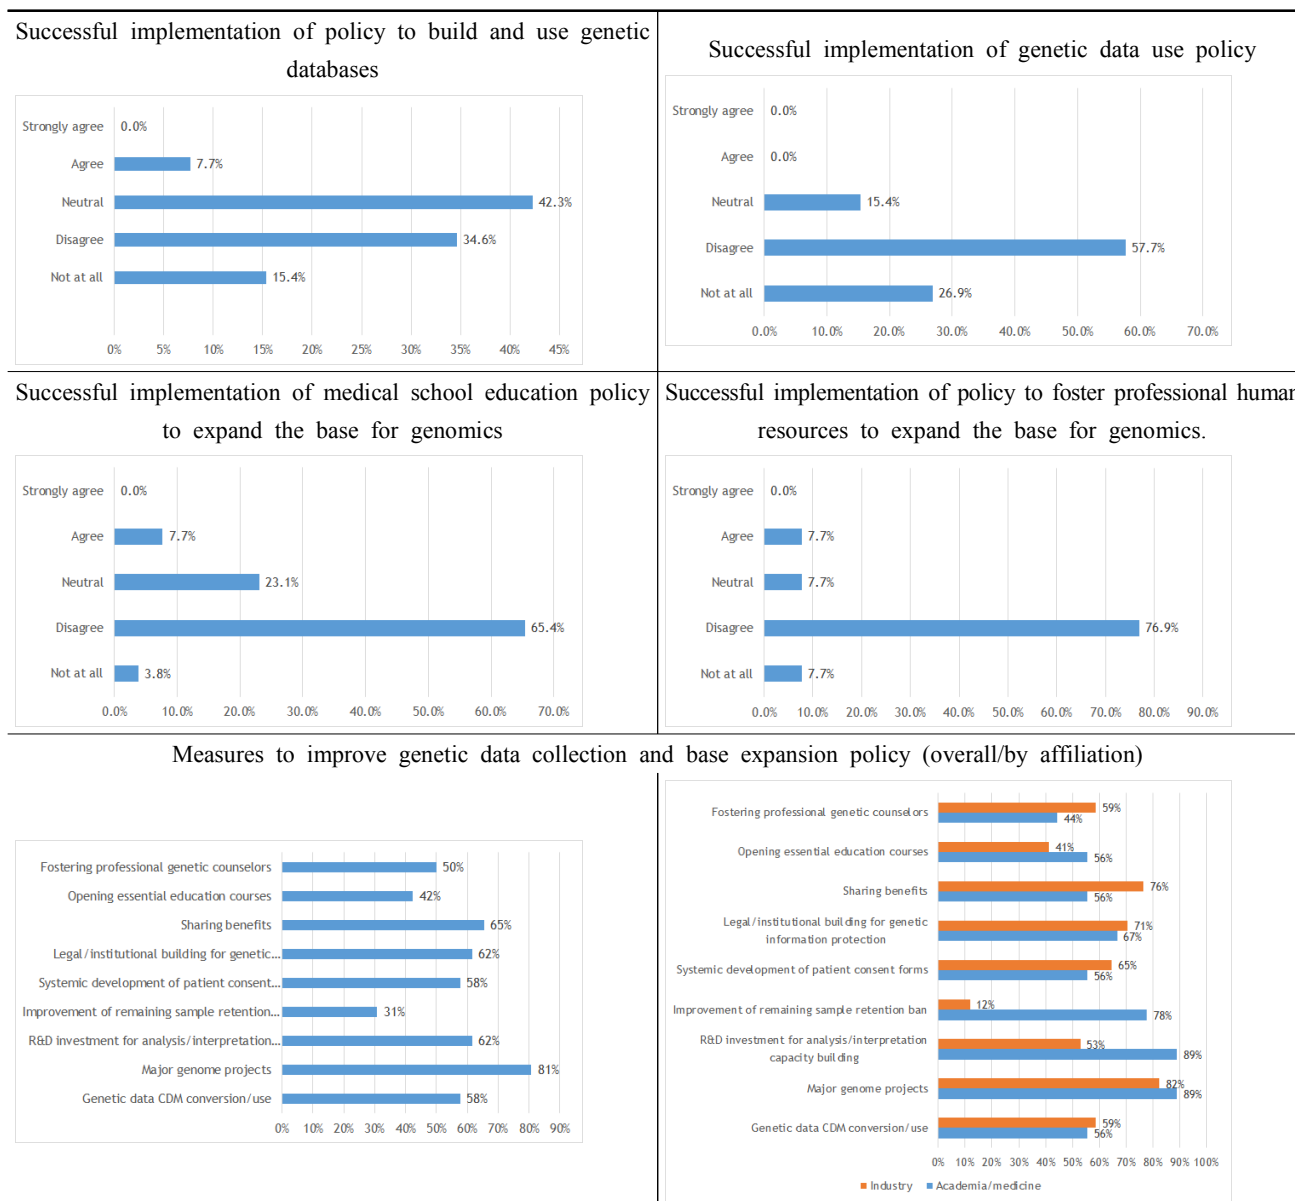 Successful implementation of policy to build and use genetic
databases
Strongly agree 0.0%
Agree 7.7%
Neutral 42.3%
Disagree 34.6%
Not at all 15.4%
0% 5% 10% 15% 20% 25% 30% 35% 40% 45%
Successful implementation of genetic data use policy
Strongly agree 0.0%
Agree 0.0%
Neutral 15.4%
Disagree 57.7%
Not at all 26.9%
0.0% 10.0% 20.0% 30.0% 40.0% 50.0% 60.0% 70.0%
Successful implementation of medical school education policy
to expand the base for genomics
Strongly agree 0.0%
Agree 7.7%
Neutral 23.1%
Disagree 65.4%
Not at all 3.8%
0.0% 10.0% 20.0% 30.0% 40.0% 50.0% 60.0% 70.0%
Successful implementation of policy to foster professional human
resources to expand the base for genomics.
Strongly agree 0.0%
Agree 7.7%
Neutral 7.7%
Disagree 76.9%
Not at all 7.7%
0.0% 10.0% 20.0% 30.0% 40.0% 50.0% 60.0% 70.0% 80.0% 90.0%
Measures to improve genetic data collection and base expansion policy (overall/by affiliation)
Fostering professional genetic counselors 50%
Opening essential education courses 42%
Sharing benefits 65%
Legal/institutional building for genetic... 62%
Systemic development of patient consent... 58%
Improvement of remaining sample retention... 31%
R&D investment for analysis/interpretation... 62%
Major genome projects 81%
Genetic data CDM conversion/use 58%
0% 10% 20% 30% 40% 50% 60% 70% 80% 90%
Fostering professional genetic counselors 59%
44%
Opening essential education courses 41%
56%
Sharing benefits 76%
56%
Legal/institutional building for genetic
information protection 71%
67%
Systemic development of patient consent forms 65%
56%
Improvement of remaining sample retention ban 12%
78%
R&D investment for analysis/interpretation
capacity building 53%
89%
Major genome projects 82%
89%
Genetic data CDM conversion/use 59%
56%
0% 10% 20% 30% 40% 50% 60% 70% 80% 90% 100%
Industry Academia/medicine